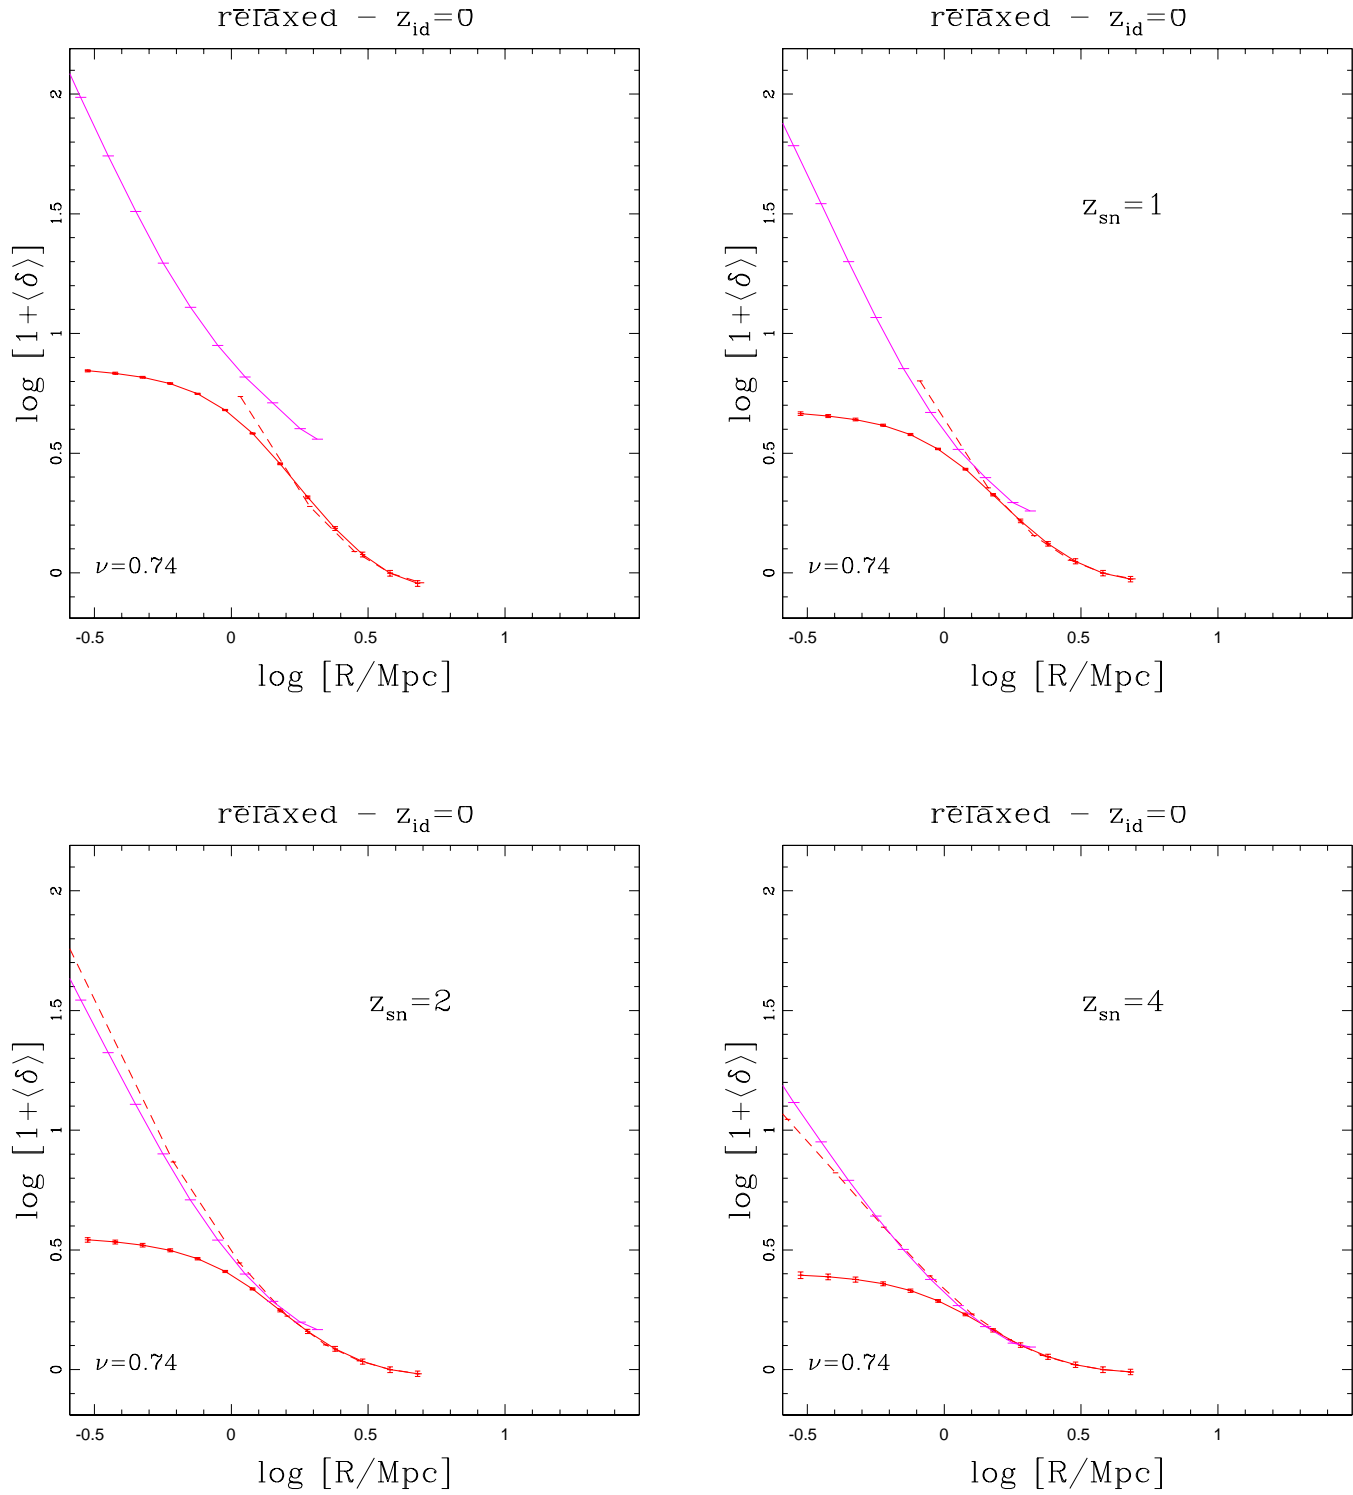 relaxed − z_id=0
relaxed − z_id=0
log [1+⟨δ⟩]
2
1.5
1
0.5
0
ν=0.74
-0.5 0 0.5 1
log [R/Mpc]
log [1+⟨δ⟩]
2
1.5
1
0.5
0
z_sn=1
ν=0.74
-0.5 0 0.5 1
log [R/Mpc]
relaxed − z_id=0
relaxed − z_id=0
log [1+⟨δ⟩]
2
1.5
1
0.5
0
z_sn=2
ν=0.74
-0.5 0 0.5 1
log [R/Mpc]
log [1+⟨δ⟩]
2
1.5
1
0.5
0
z_sn=4
ν=0.74
-0.5 0 0.5 1
log [R/Mpc]